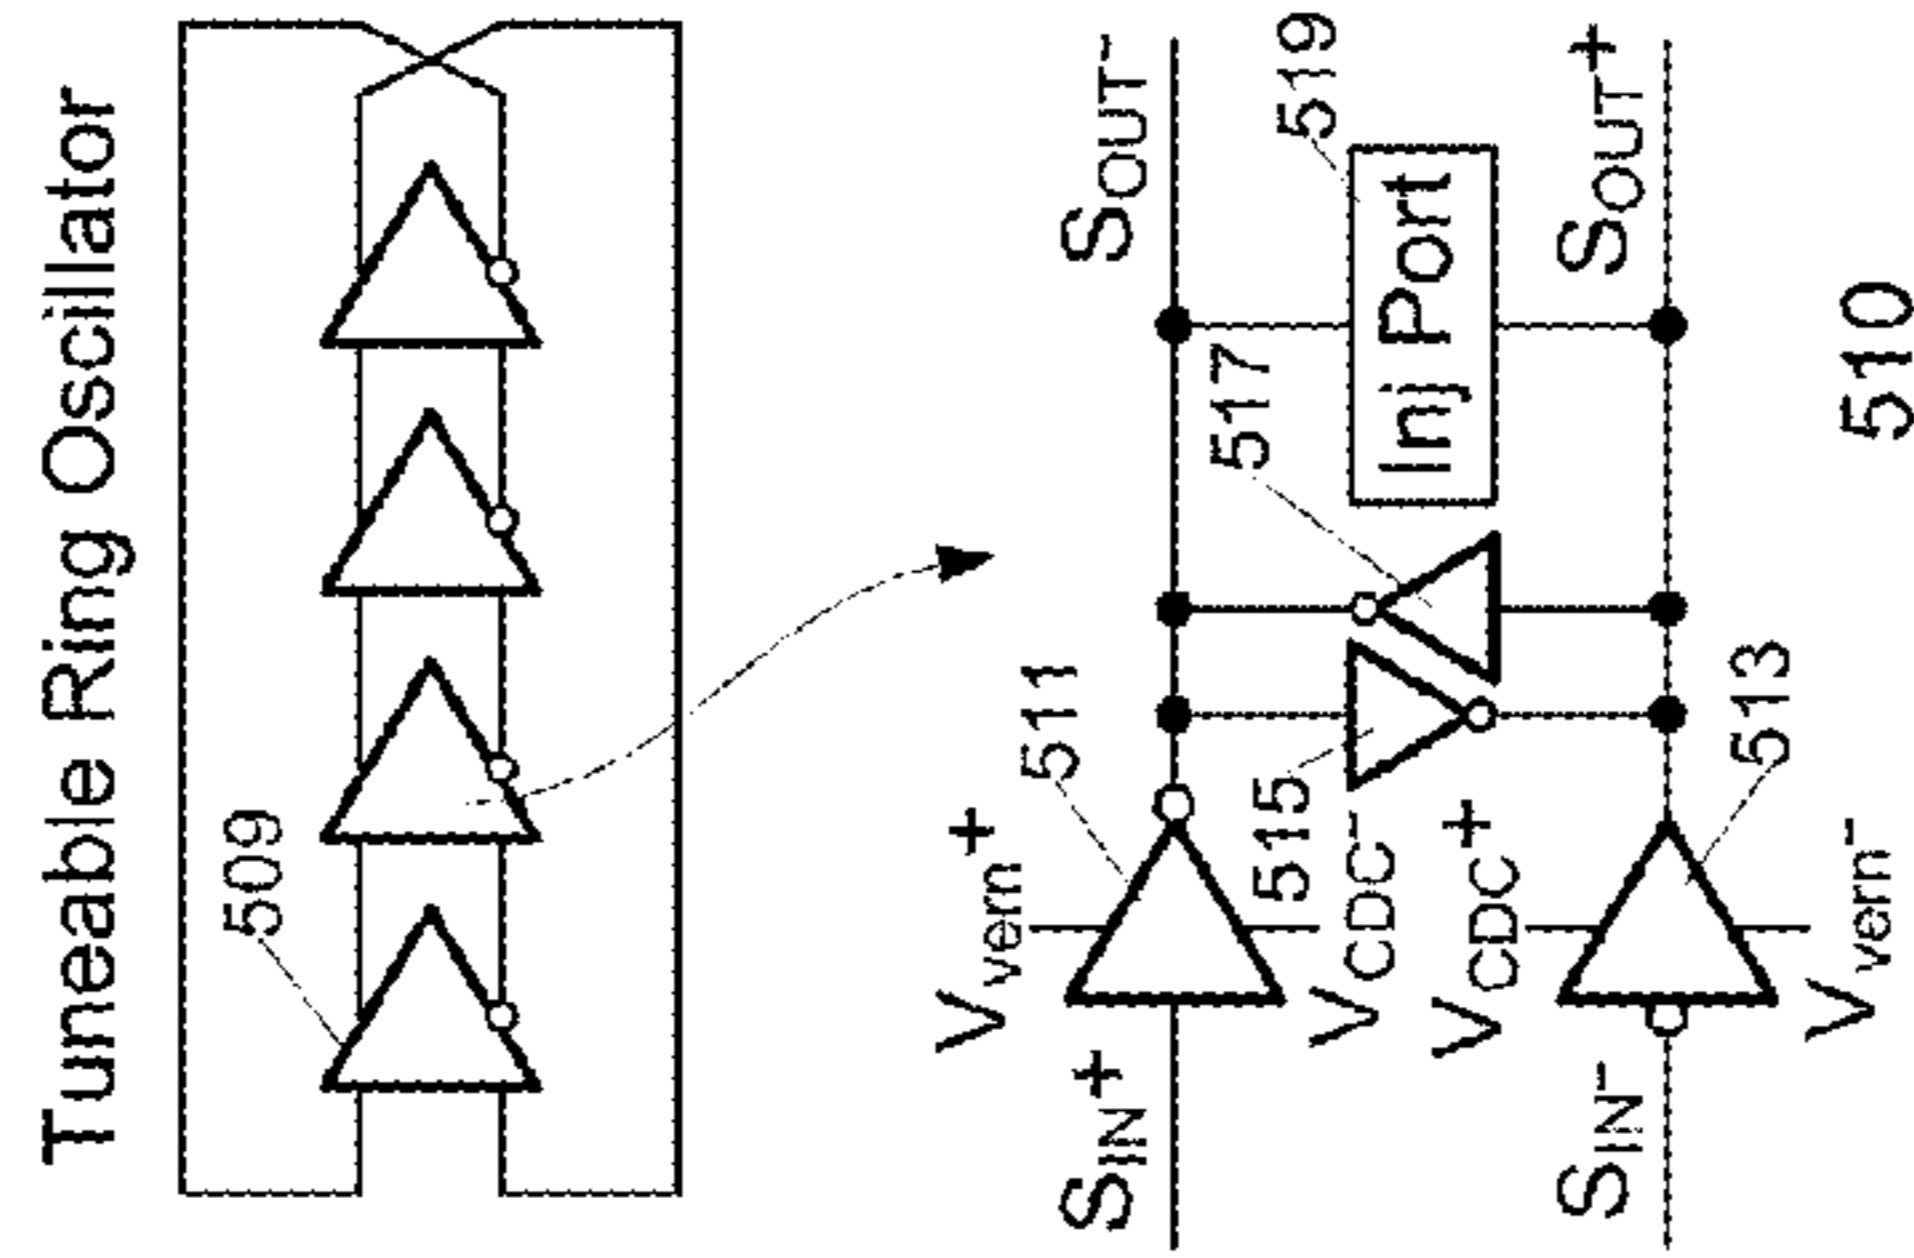 Tuneable Ring Oscillator
509
511
Vvern+
SIN+
SOUT-
515
VCDC-
517
Inj Port
519
VCDC+
SIN-
SOUT+
513
Vvern-
510